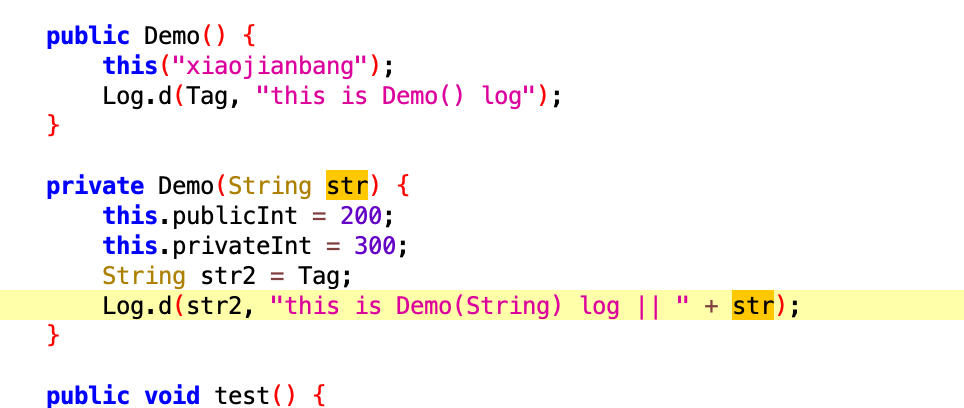 public Demo() {
this("xiaojianbang");
Log.d(Tag, "this is Demo() log");
}
private Demo(String str) {
this.publicInt = 200;
this.privateInt = 300;
String str2 = Tag;
Log.d(str2, "this is Demo(String) log || " + str);
}
public void test() {